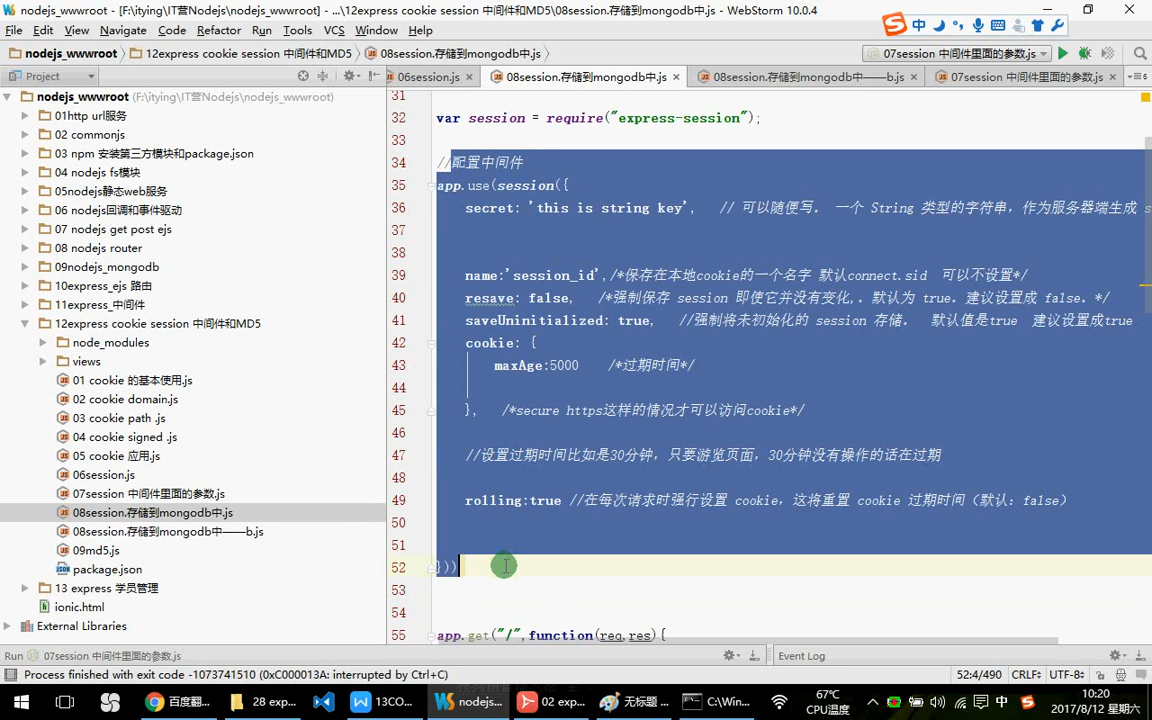 nodejs_wwwroot - [F:\itying\IT营Nodejs\nodejs_wwwroot] - ...\12express cookie session 中间件和MD5\08session.存储到mongodb中.js - WebStorm 10.0.4
中
File Edit View Navigate Code Refactor Run Tools VCS Window Help
nodejs_wwwroot 12express cookie session 中间件和MD5 08session.存储到mongodb中.js 07session 中间件里面的参数.js
Project 06session.js 08session.存储到mongodb中.js 08session.存储到mongodb中——b.js 07session 中间件里面的参数.js
nodejs_wwwroot (F:\itying\IT营Nodejs\nodejs_wwwroot)
01http url服务
02 commonjs
03 npm 安装第三方模块和package.json
04 nodejs fs模块
05nodejs静态web服务
06 nodejs回调和事件驱动
07 nodejs get post ejs
08 nodejs router
09nodejs_mongodb
10express_ejs 路由
11express_中间件
12express cookie session 中间件和MD5
node_modules
views
01 cookie 的基本使用.js
02 cookie domain.js
03 cookie path .js
04 cookie signed .js
05 cookie 应用.js
06session.js
07session 中间件里面的参数.js
08session.存储到mongodb中.js
08session.存储到mongodb中——b.js
09md5.js
package.json
13 express 学员管理
ionic.html
External Libraries
31
32 var session = require("express-session");
33
34 //配置中间件
35 app.use(session({
36 secret: 'this is string key', // 可以随便写. 一个 String 类型的字符串，作为服务器端生成 s
37
38
39 name:'session_id',/*保存在本地cookie的一个名字 默认connect.sid 可以不设置*/
40 resave: false, /*强制保存 session 即使它并没有变化,. 默认为 true. 建议设置成 false. */
41 saveUninitialized: true, //强制将未初始化的 session 存储. 默认值是true 建议设置成true
42 cookie: {
43 maxAge:5000 /*过期时间*/
44
45 }, /*secure https这样的情况才可以访问cookie*/
46
47 //设置过期时间比如是30分钟，只要游览页面，30分钟没有操作的话在过期
48
49 rolling:true //在每次请求时强行设置 cookie，这将重置 cookie 过期时间（默认：false）
50
51
52 }))
53
54
55 app.get("/",function(req,res){
Run 07session 中间件里面的参数.js Event Log
Process finished with exit code -1073741510 (0xC000013A: interrupted by Ctrl+C) 52:4/490 CRLF÷ UTF-8÷
百度翻... 28 exp... 13CO... nodejs... 02 exp... 无标题... C:\Win... 67℃ CPU温度 中 10:20 2017/8/12 星期六